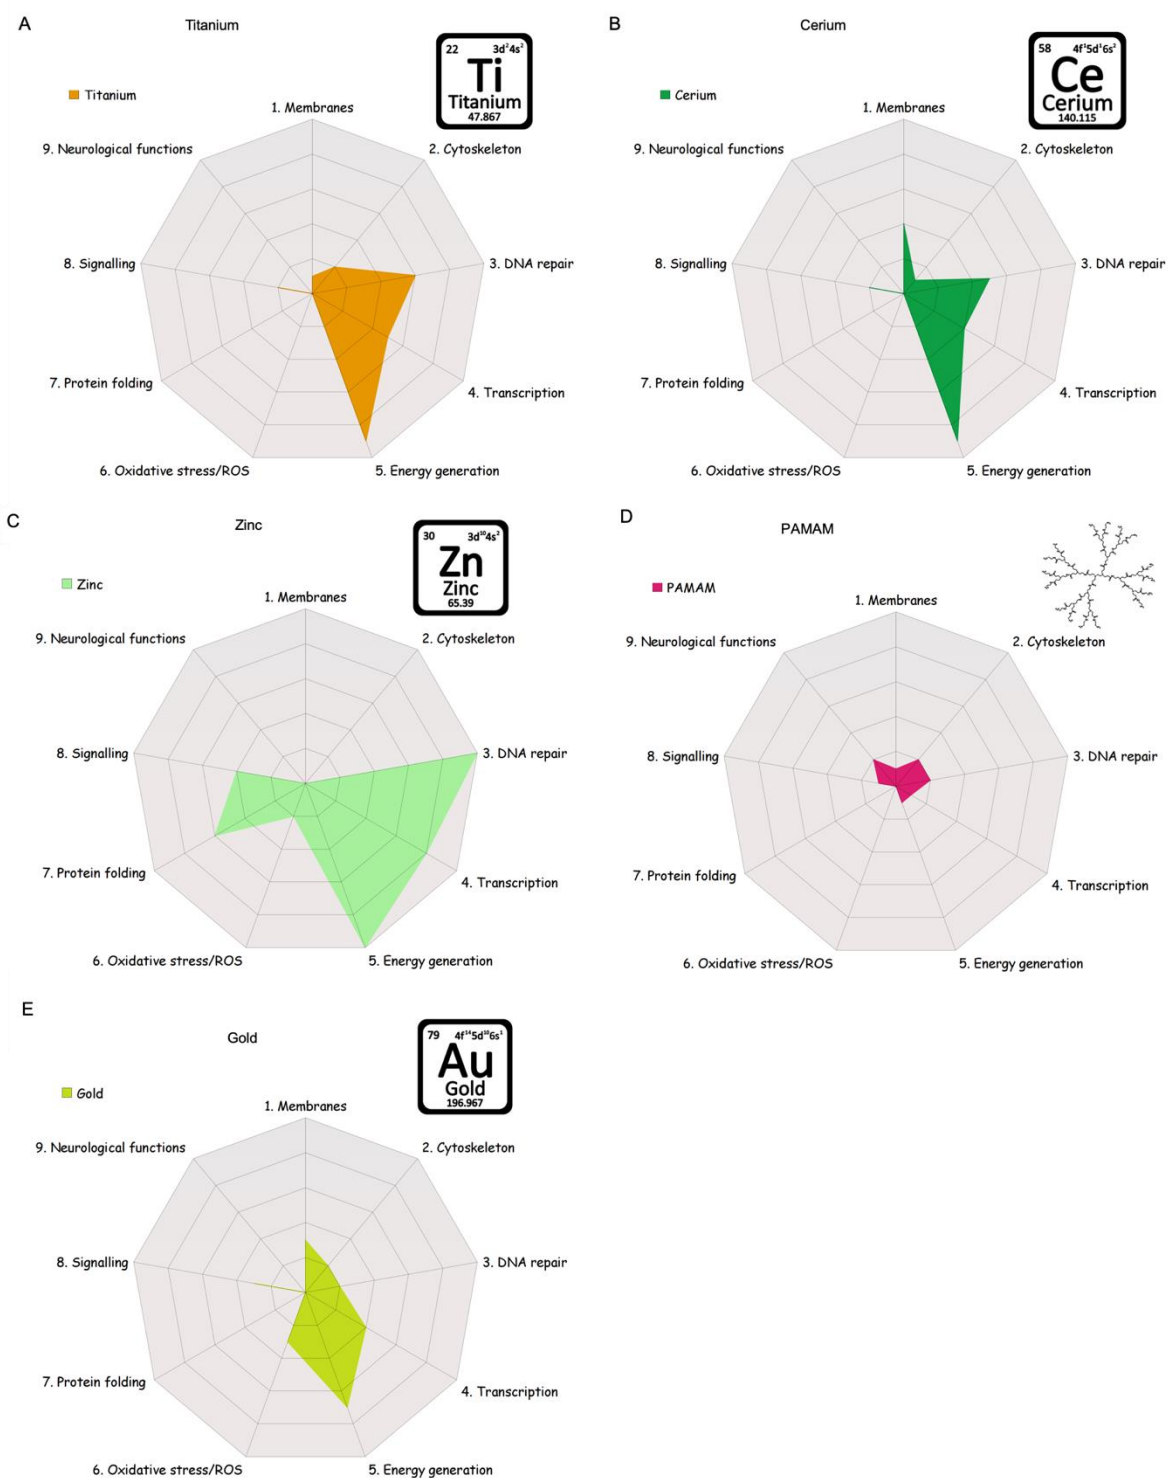 A
Titanium
22 3d²4s²
Ti
Titanium
47.867
Titanium
1. Membranes
2. Cytoskeleton
3. DNA repair
4. Transcription
5. Energy generation
6. Oxidative stress/ROS
7. Protein folding
8. Signalling
9. Neurological functions
B
Cerium
58 4f¹5d¹6s²
Ce
Cerium
140.115
Cerium
1. Membranes
2. Cytoskeleton
3. DNA repair
4. Transcription
5. Energy generation
6. Oxidative stress/ROS
7. Protein folding
8. Signalling
9. Neurological functions
C
Zinc
30 3d¹⁰4s²
Zn
Zinc
65.39
Zinc
1. Membranes
2. Cytoskeleton
3. DNA repair
4. Transcription
5. Energy generation
6. Oxidative stress/ROS
7. Protein folding
8. Signalling
9. Neurological functions
D
PAMAM
PAMAM
1. Membranes
2. Cytoskeleton
3. DNA repair
4. Transcription
5. Energy generation
6. Oxidative stress/ROS
7. Protein folding
8. Signalling
9. Neurological functions
E
Gold
79 4f¹⁴5d¹⁰6s¹
Au
Gold
196.967
Gold
1. Membranes
2. Cytoskeleton
3. DNA repair
4. Transcription
5. Energy generation
6. Oxidative stress/ROS
7. Protein folding
8. Signalling
9. Neurological functions